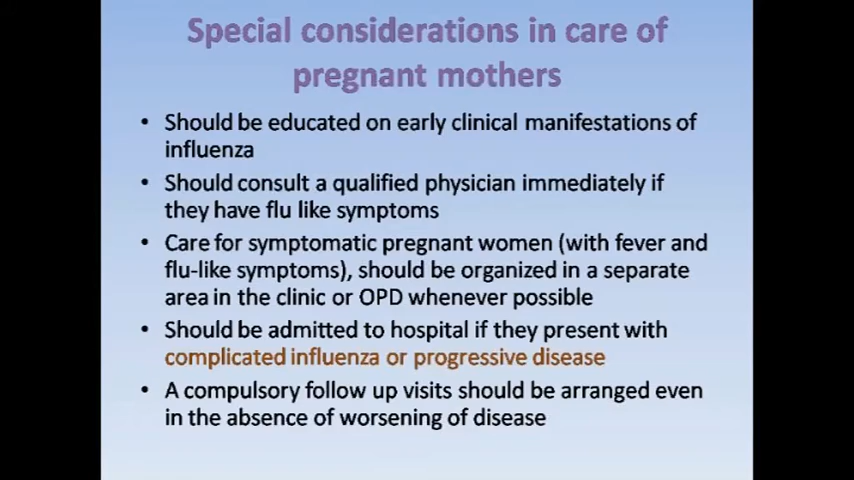 Special considerations in care of
pregnant mothers
• Should be educated on early clinical manifestations of
influenza
• Should consult a qualified physician immediately if
they have flu like symptoms
• Care for symptomatic pregnant women (with fever and
flu-like symptoms), should be organized in a separate
area in the clinic or OPD whenever possible
• Should be admitted to hospital if they present with
complicated influenza or progressive disease
• A compulsory follow up visits should be arranged even
in the absence of worsening of disease